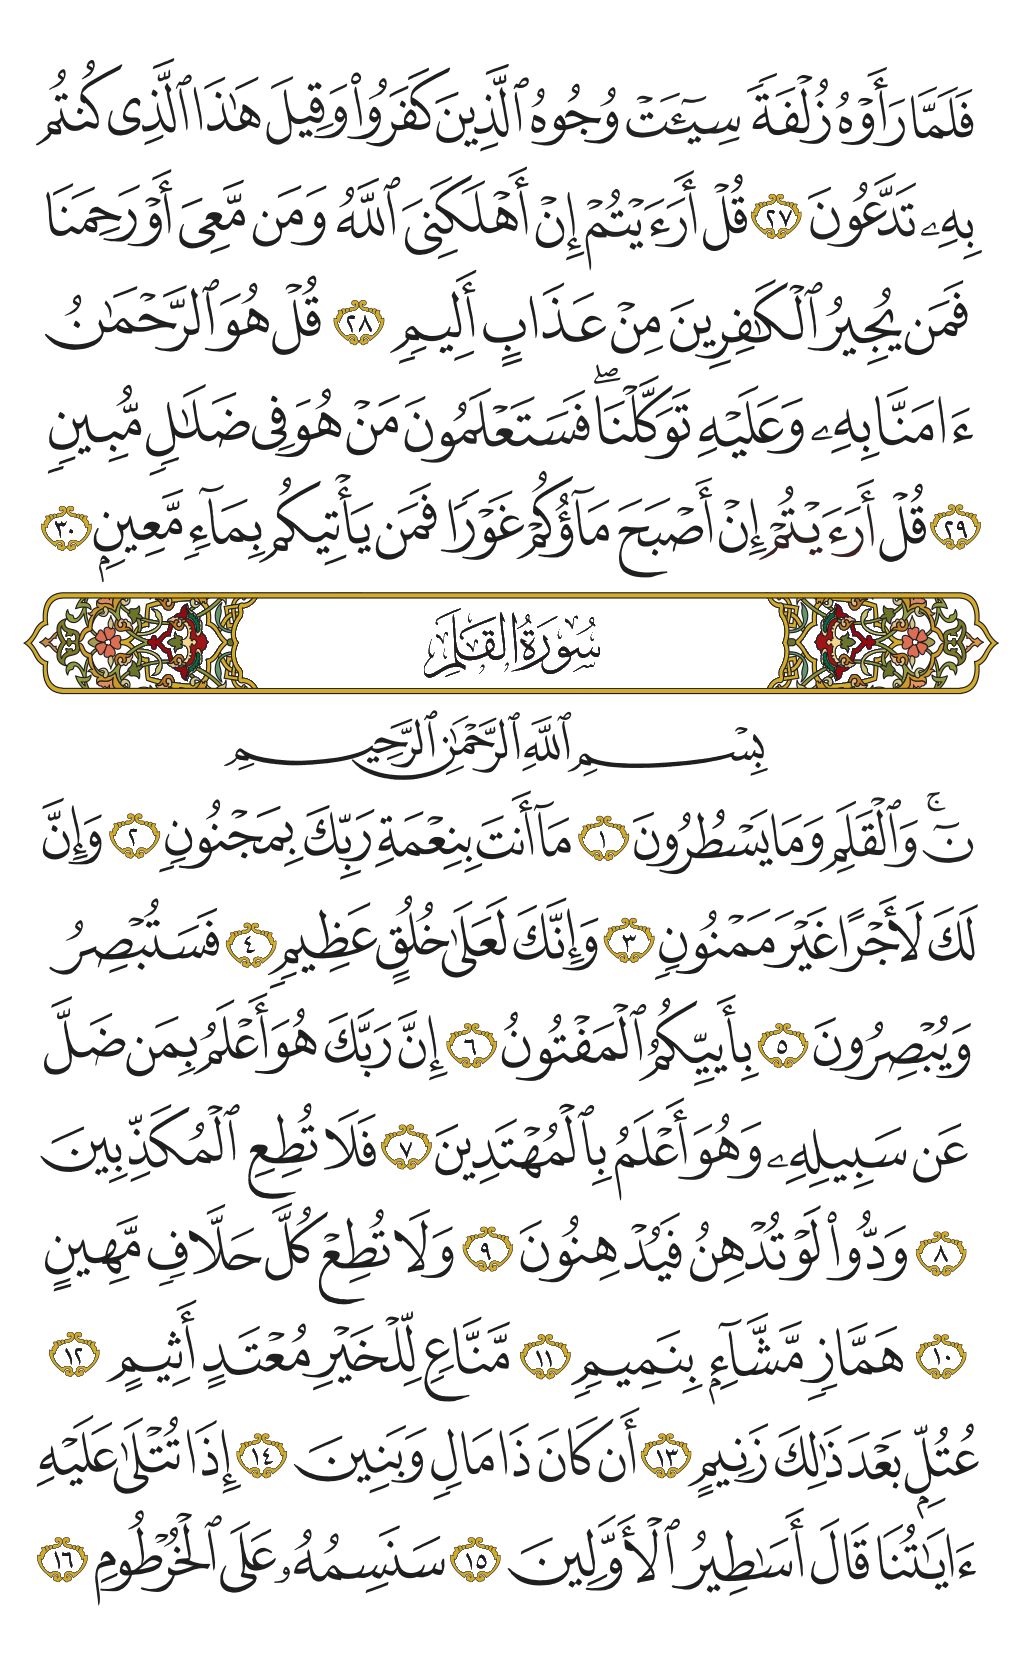 فَلَمَّا رَأَوْهُ زُلْفَةً سِيٓـَٔتْ وُجُوهُ ٱلَّذِينَ كَفَرُوا۟ وَقِيلَ هَٰذَا ٱلَّذِى كُنتُم
بِهِۦ تَدَّعُونَ ٢٧ قُلْ أَرَءَيْتُمْ إِنْ أَهْلَكَنِىَ ٱللَّهُ وَمَن مَّعِىَ أَوْ رَحِمَنَا
فَمَن يُجِيرُ ٱلْكَٰفِرِينَ مِنْ عَذَابٍ أَلِيمٍ ٢٨ قُلْ هُوَ ٱلرَّحْمَٰنُ
ءَامَنَّا بِهِۦ وَعَلَيْهِ تَوَكَّلْنَا ۖ فَسَتَعْلَمُونَ مَنْ هُوَ فِى ضَلَٰلٍ مُّبِينٍ
٢٩ قُلْ أَرَءَيْتُمْ إِنْ أَصْبَحَ مَآؤُكُمْ غَوْرًا فَمَن يَأْتِيكُم بِمَآءٍ مَّعِينٍۭ ٣٠
سُورَةُ القَلَمِ
بِسْمِ ٱللَّهِ ٱلرَّحْمَٰنِ ٱلرَّحِيمِ
نٓ ۚ وَٱلْقَلَمِ وَمَا يَسْطُرُونَ ١ مَآ أَنتَ بِنِعْمَةِ رَبِّكَ بِمَجْنُونٍ ٢ وَإِنَّ
لَكَ لَأَجْرًا غَيْرَ مَمْنُونٍ ٣ وَإِنَّكَ لَعَلَىٰ خُلُقٍ عَظِيمٍ ٤ فَسَتُبْصِرُ
وَيُبْصِرُونَ ٥ بِأَييِّكُمُ ٱلْمَفْتُونُ ٦ إِنَّ رَبَّكَ هُوَ أَعْلَمُ بِمَن ضَلَّ
عَن سَبِيلِهِۦ وَهُوَ أَعْلَمُ بِٱلْمُهْتَدِينَ ٧ فَلَا تُطِعِ ٱلْمُكَذِّبِينَ
٨ وَدُّوا۟ لَوْ تُدْهِنُ فَيُدْهِنُونَ ٩ وَلَا تُطِعْ كُلَّ حَلَّافٍ مَّهِينٍ
١٠ هَمَّازٍ مَّشَّآءٍۭ بِنَمِيمٍ ١١ مَّنَّاعٍ لِّلْخَيْرِ مُعْتَدٍ أَثِيمٍ ١٢
عُتُلٍّۭ بَعْدَ ذَٰلِكَ زَنِيمٍ ١٣ أَن كَانَ ذَا مَالٍ وَبَنِينَ ١٤ إِذَا تُتْلَىٰ عَلَيْهِ
ءَايَٰتُنَا قَالَ أَسَٰطِيرُ ٱلْأَوَّلِينَ ١٥ سَنَسِمُهُۥ عَلَى ٱلْخُرْطُومِ ١٦